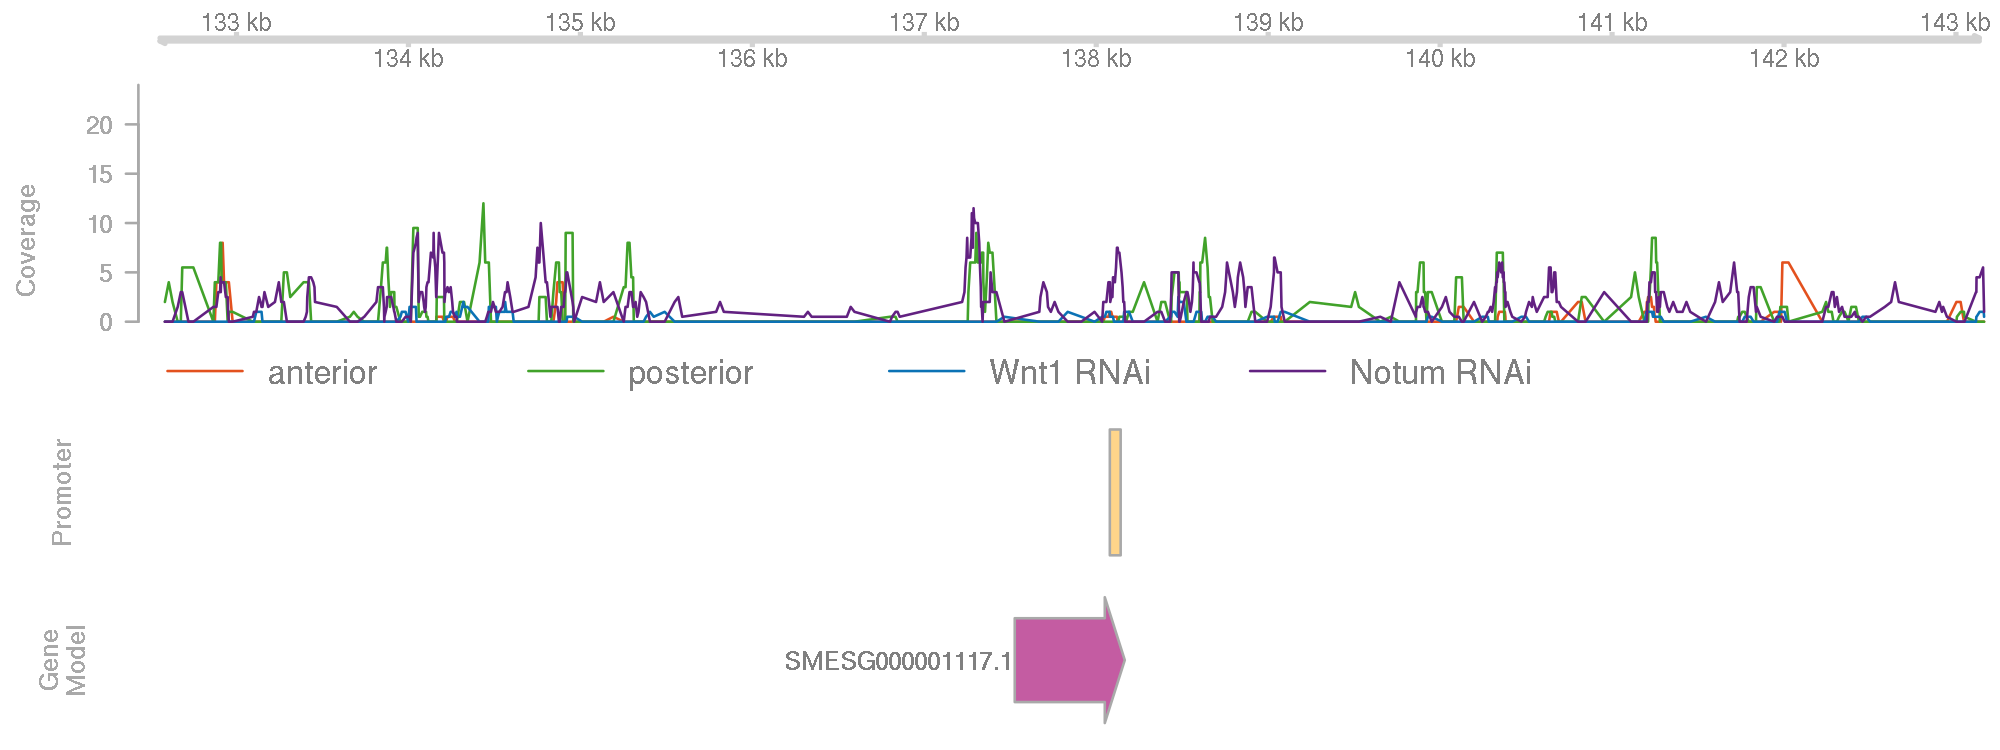 133 kb 135 kb 137 kb 139 kb 141 kb 143 kb
134 kb 136 kb 138 kb 140 kb 142 kb
Coverage
20
15
10
5
0
anterior posterior Wnt1 RNAi Notum RNAi
Promoter
Gene
Model
SMESG000001117.1